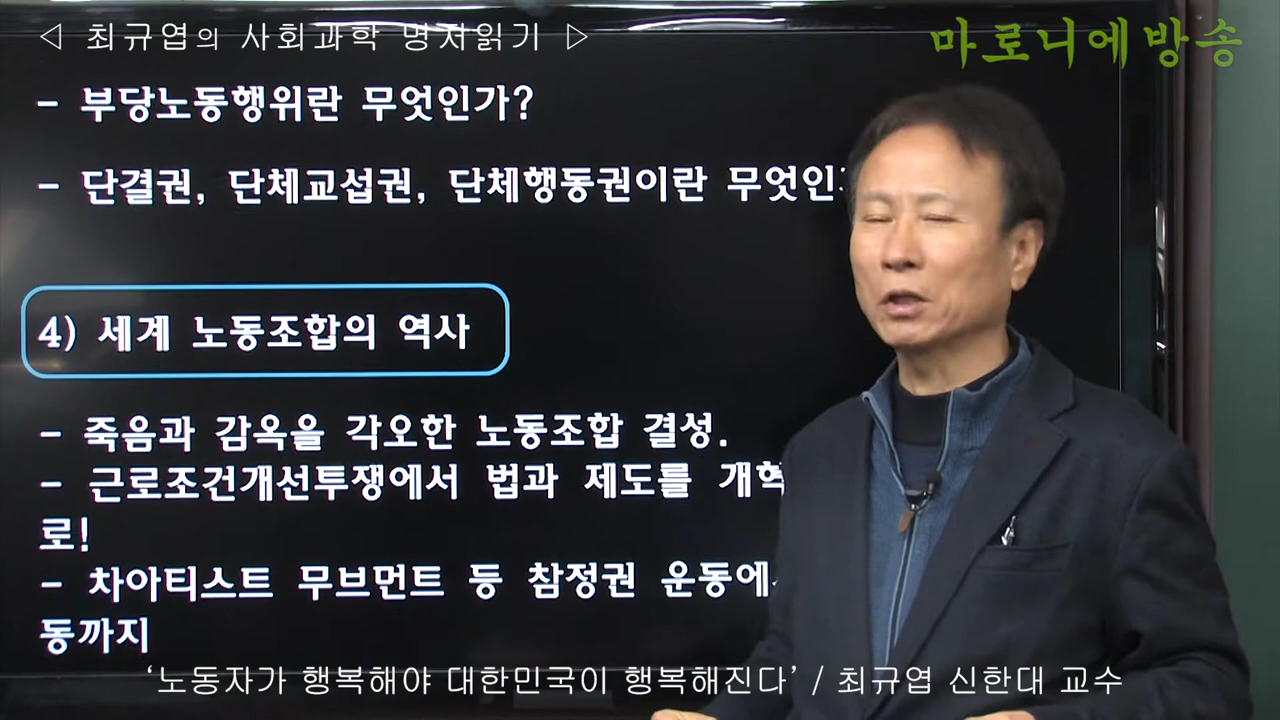 ◁ 최규엽의 사회과학 명저읽기 ▷
마로니에방송
- 부당노동행위란 무엇인가?
- 단결권, 단체교섭권, 단체행동권이란 무엇인
4) 세계 노동조합의 역사
- 죽음과 감옥을 각오한 노동조합 결성.
- 근로조건개선투쟁에서 법과 제도를 개혁
로!
- 차아티스트 무브먼트 등 참정권 운동에
동까지
‘노동자가 행복해야 대한민국이 행복해진다’ / 최규엽 신한대 교수